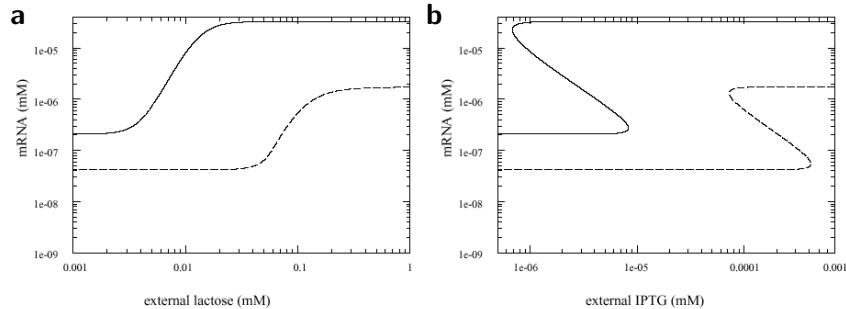 a
mRNA (mM)
1e-05
1e-06
1e-07
1e-08
1e-09
0.001
0.01
0.1
1
external lactose (mM)
b
mRNA (mM)
1e-05
1e-06
1e-07
1e-08
1e-09
1e-06
1e-05
0.0001
0.001
external IPTG (mM)